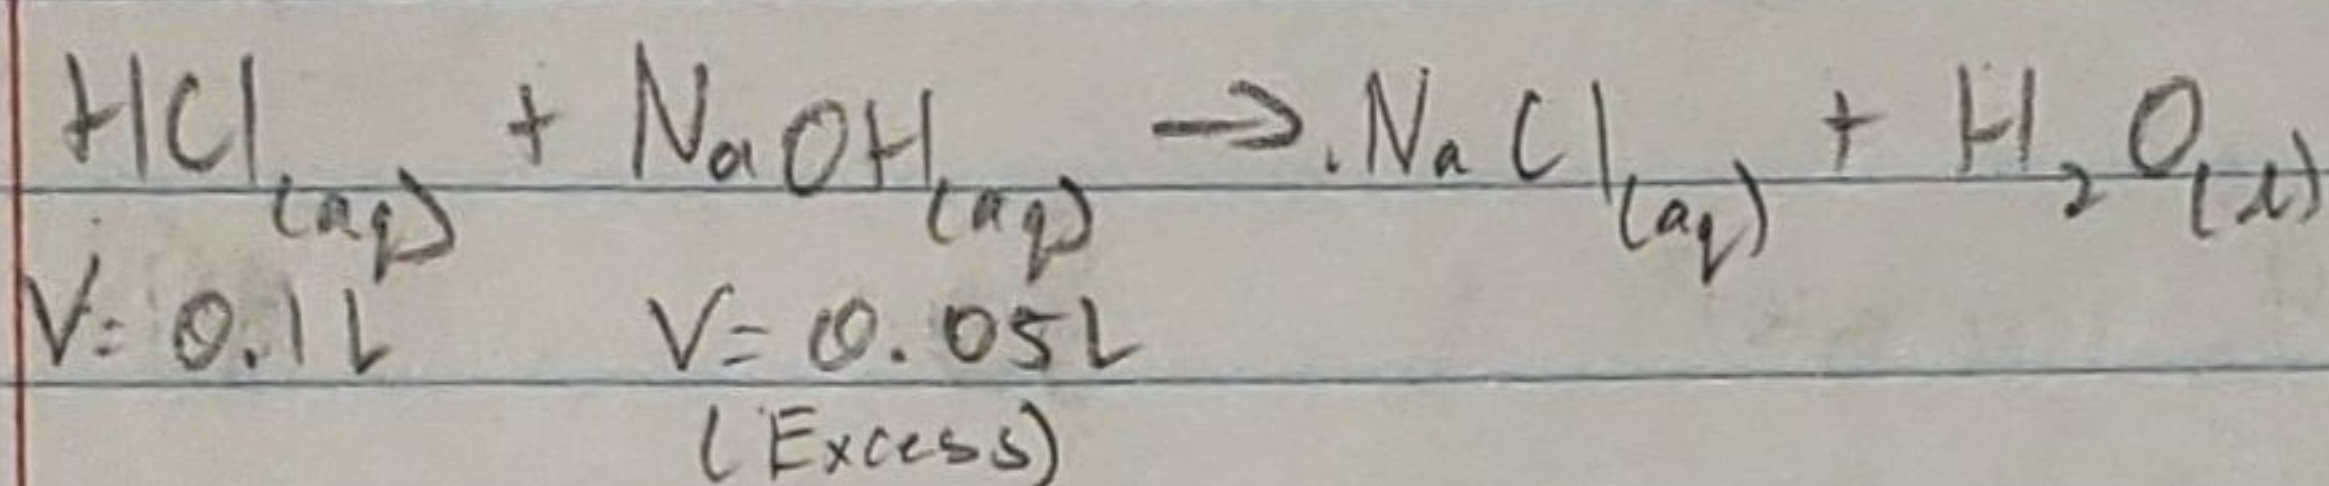 HCl(aq) + NaOH(aq) → NaCl(aq) + H₂O(l)
V= 0.1L V= 0.05L
(Excess)